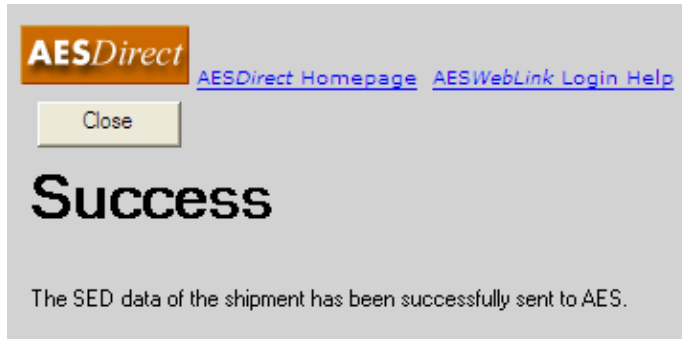 AESDirect
AESDirect Homepage AESWebLink Login Help
Close
Success
The SED data of the shipment has been successfully sent to AES.